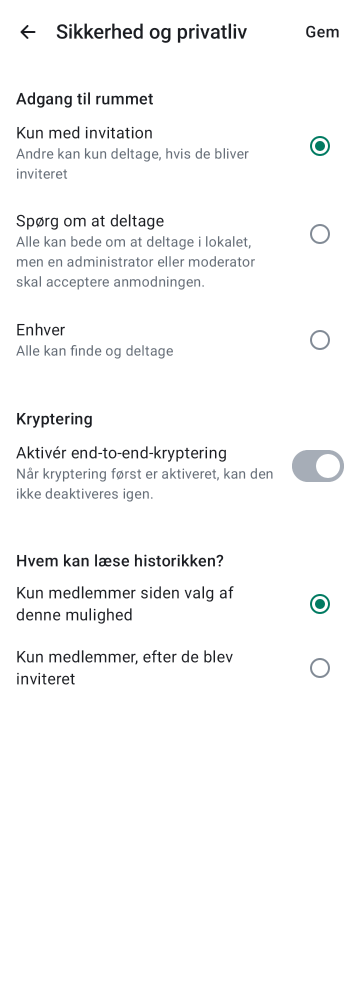 Sikkerhed og privatliv
Gem
Adgang til rummet
Kun med invitation
Andre kan kun deltage, hvis de bliver
inviteret
Spørg om at deltage
Alle kan bede om at deltage i lokalet,
men en administrator eller moderator
skal acceptere anmodningen.
Enhver
Alle kan finde og deltage
Kryptering
Aktivér end-to-end-kryptering
Når kryptering først er aktiveret, kan den
ikke deaktiveres igen.
Hvem kan læse historikken?
Kun medlemmer siden valg af
denne mulighed
Kun medlemmer, efter de blev
inviteret